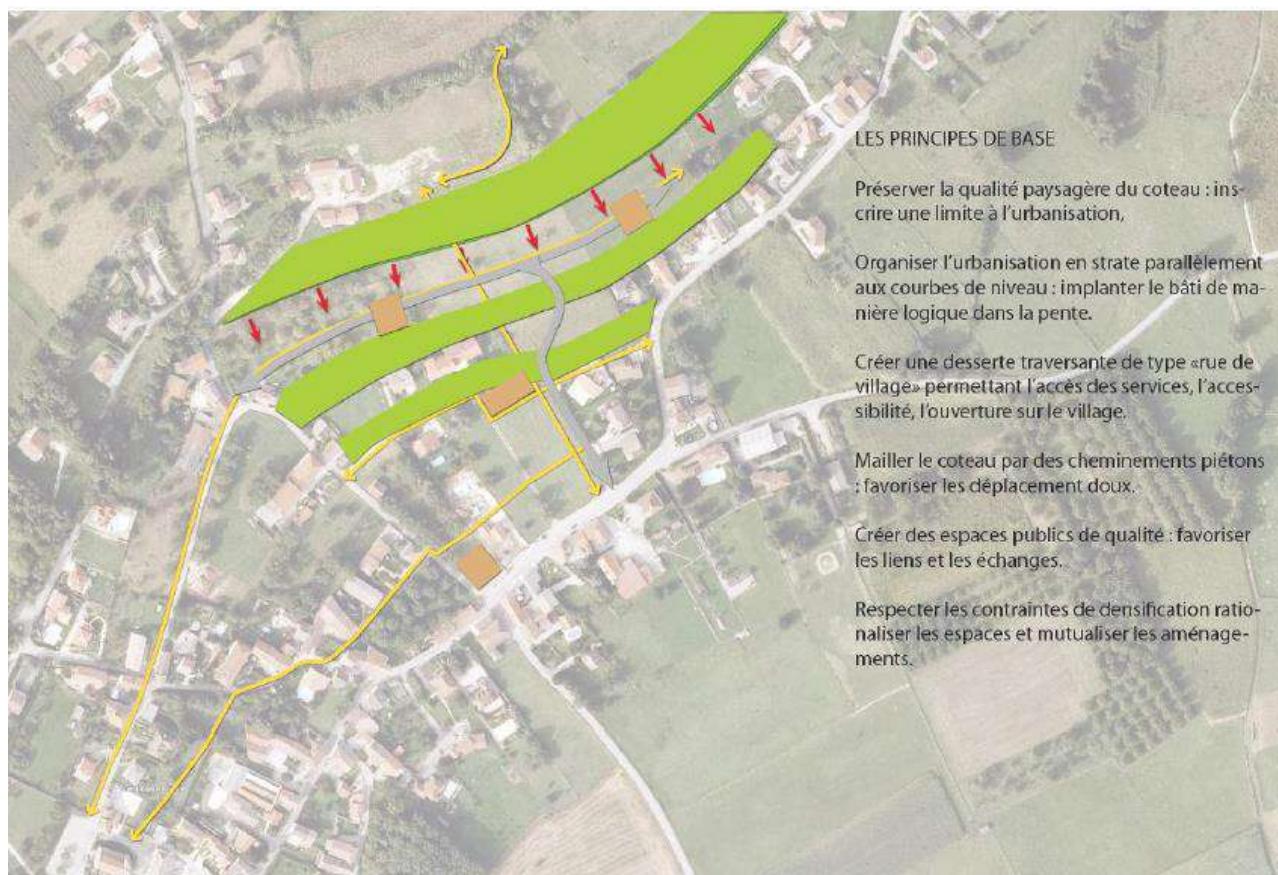 LES PRINCIPES DE BASE
Préserver la qualité paysagère du coteau : ins-
crire une limite à l'urbanisation,
Organiser l'urbanisation en strate parallèlement
aux courbes de niveau : implanter le bâti de ma-
nière logique dans la pente.
Créer une desserte traversante de type «rue de
village» permettant l'accès des services, l'acces-
sibilité, l'ouverture sur le village.
Mailler le coteau par des cheminements piétons
: favoriser les déplacement doux.
Créer des espaces publics de qualité : favoriser
les liens et les échanges.
Respecter les contraintes de densification ratio-
naliser les espaces et mutualiser les aménage-
ments.